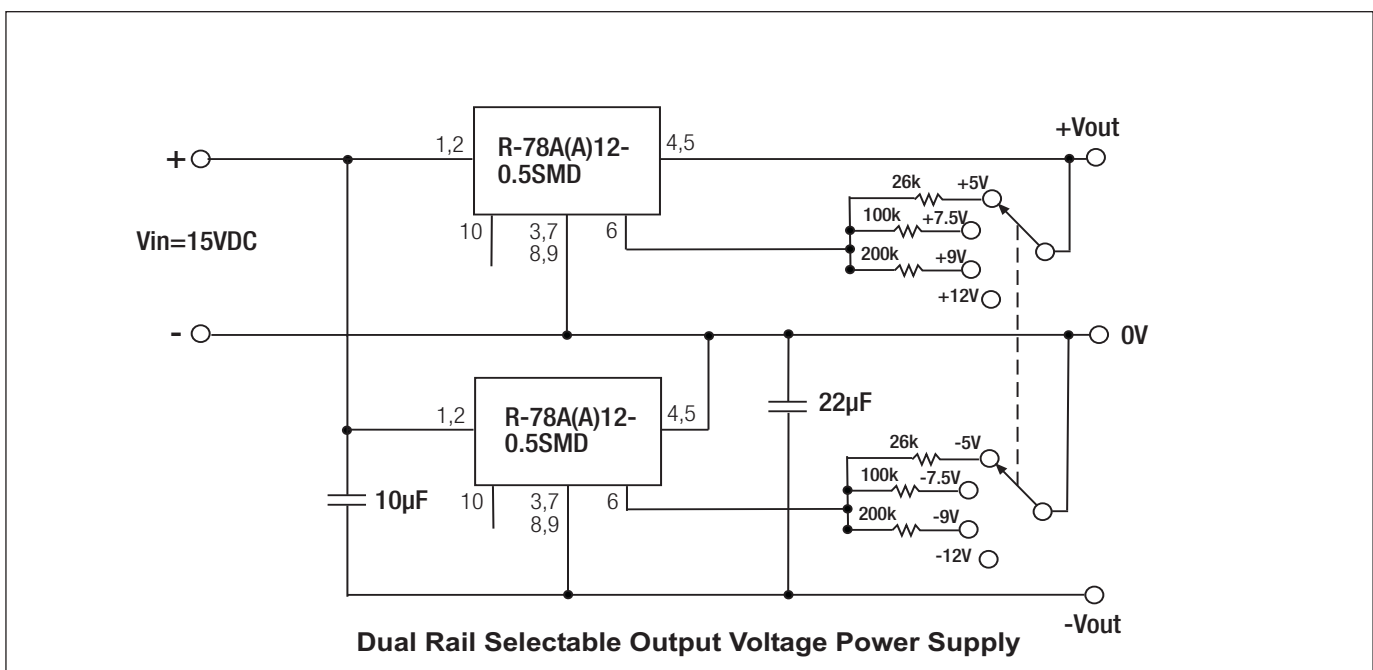 R-78A(A)12-
0.5SMD
1,2
4,5
+Vout
+
10
3,7
8,9
6
26k
+5V
100k
+7.5V
200k
+9V
+12V
Vin=15VDC
-
0V
R-78A(A)12-
0.5SMD
1,2
4,5
22µF
10µF
10
3,7
8,9
6
26k
-5V
100k
-7.5V
200k
-9V
-12V
-Vout
Dual Rail Selectable Output Voltage Power Supply